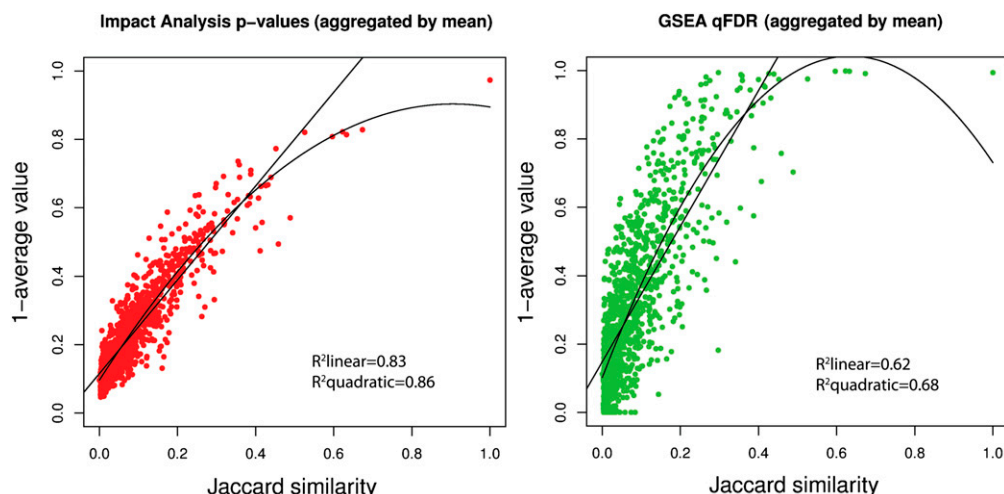 Impact Analysis p-values (aggregated by mean)
1-average value
1.0
0.8
0.6
0.4
0.2
0.0
R²linear=0.83
R²quadratic=0.86
0.0 0.2 0.4 0.6 0.8 1.0
Jaccard similarity
GSEA qFDR (aggregated by mean)
1-average value
1.0
0.8
0.6
0.4
0.2
0.0
R²linear=0.62
R²quadratic=0.68
0.0 0.2 0.4 0.6 0.8 1.0
Jaccard similarity